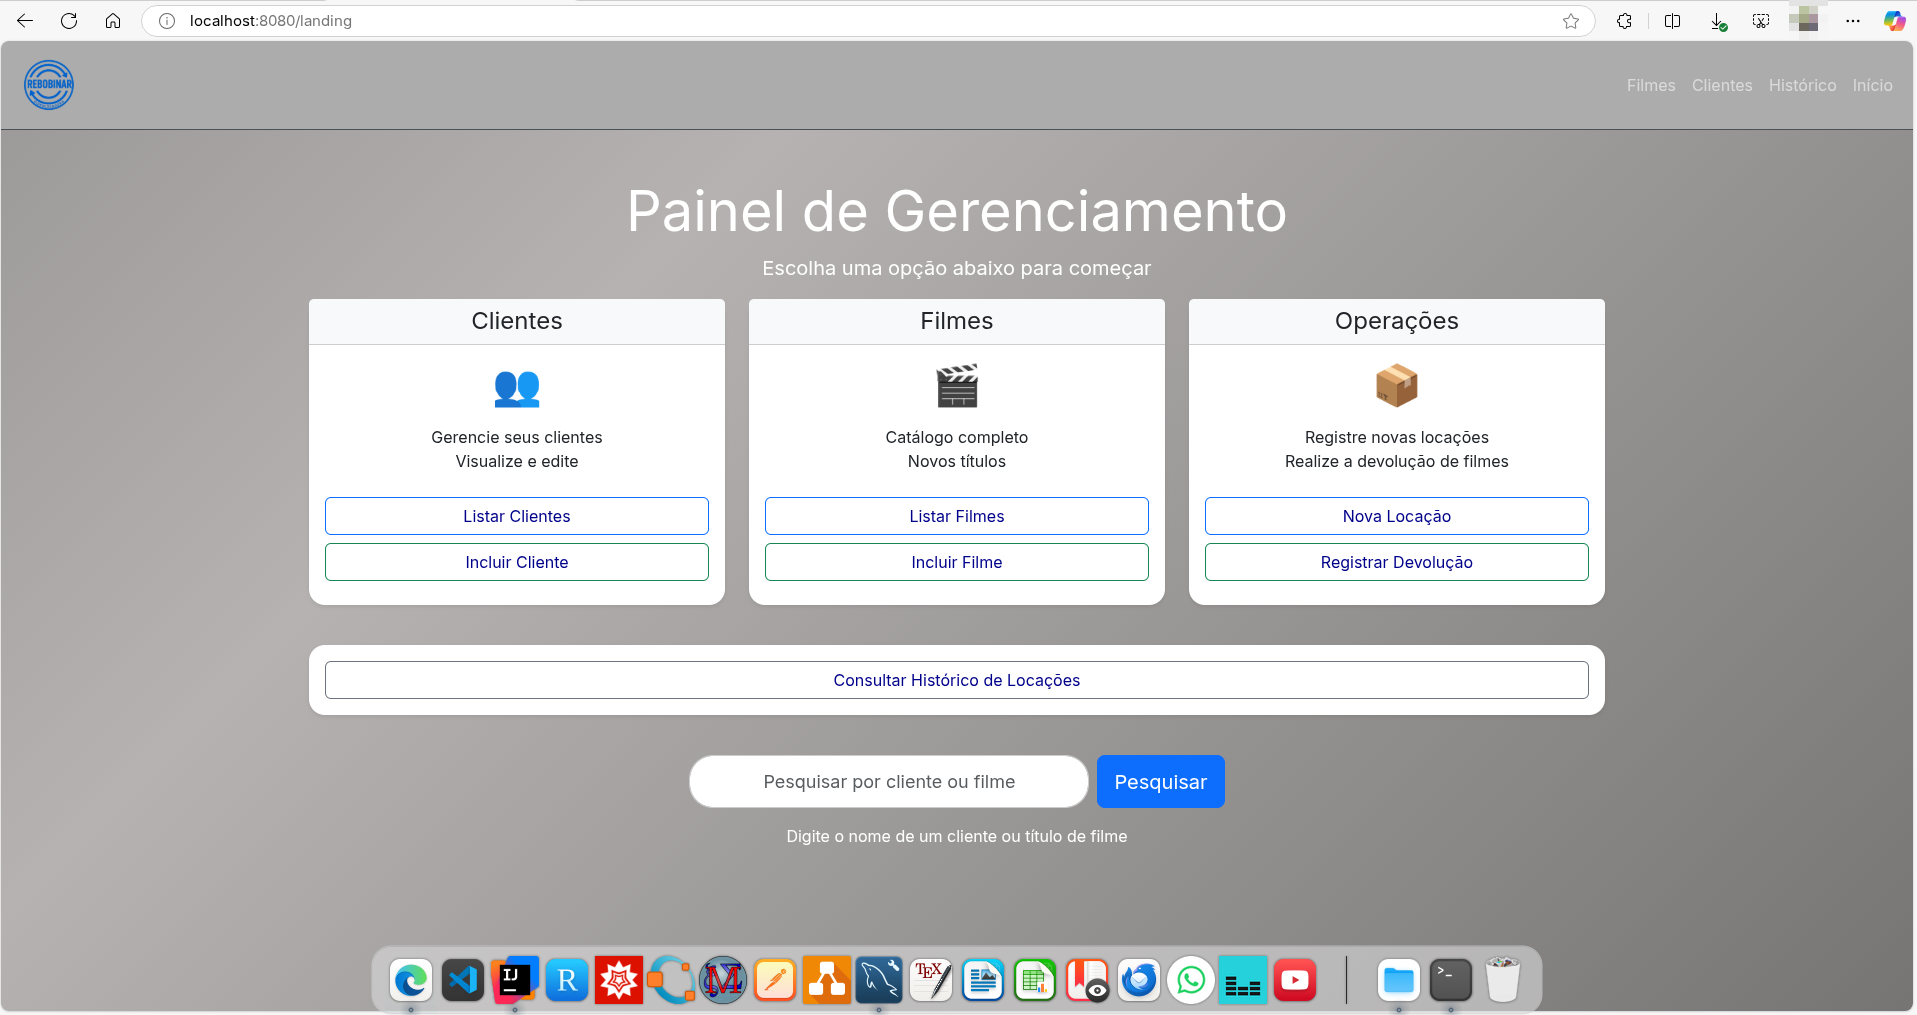 localhost:8080/landing
REBOBINAR
Filmes Clientes Histórico Início
Painel de Gerenciamento
Escolha uma opção abaixo para começar
Clientes
Gerencie seus clientes
Visualize e edite
Listar Clientes
Incluir Cliente
Filmes
Catálogo completo
Novos títulos
Listar Filmes
Incluir Filme
Operações
Registre novas locações
Realize a devolução de filmes
Nova Locação
Registrar Devolução
Consultar Histórico de Locações
Pesquisar por cliente ou filme
Pesquisar
Digite o nome de um cliente ou título de filme
IJ
R
M
TEX
>_